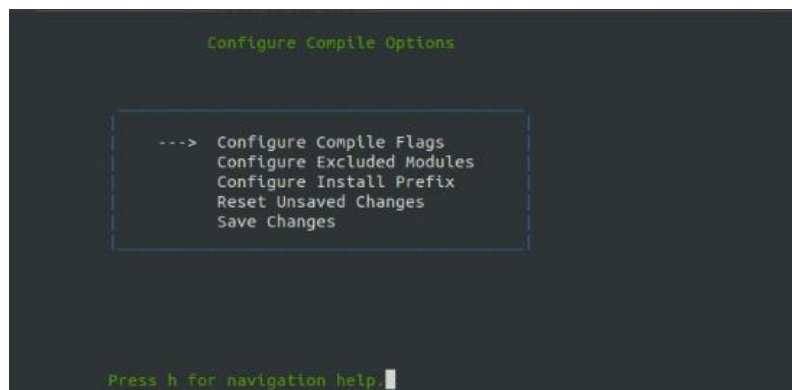 Configure Compile Options
---> Configure Compile Flags
Configure Excluded Modules
Configure Install Prefix
Reset Unsaved Changes
Save Changes
Press h for navigation help.